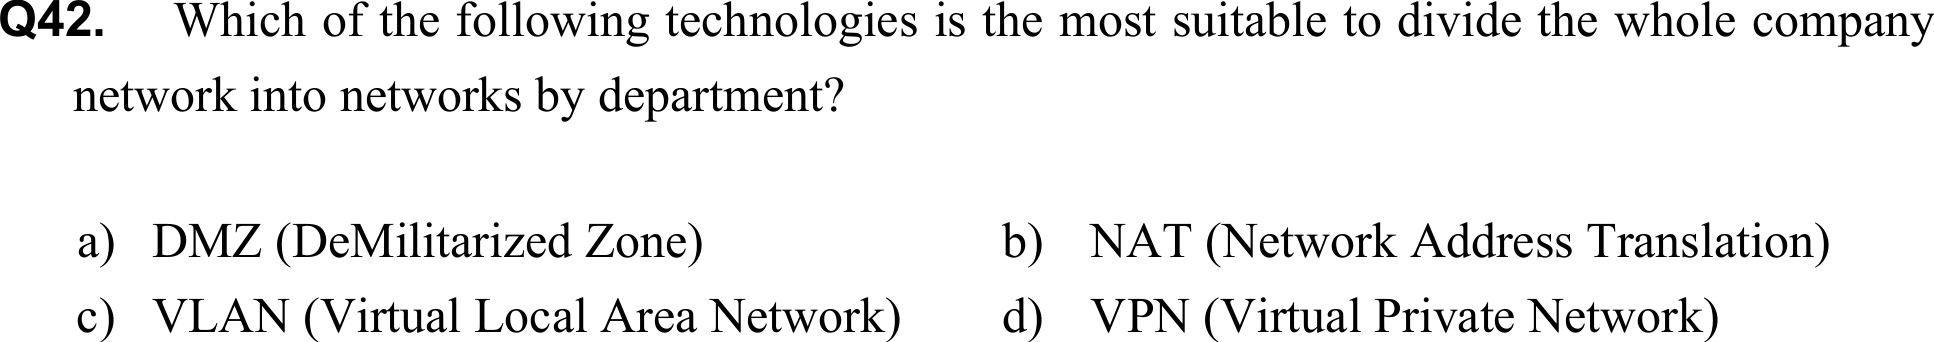 Q42. Which of the following technologies is the most suitable to divide the whole company
network into networks by department?
a) DMZ (DeMilitarized Zone) b) NAT (Network Address Translation)
c) VLAN (Virtual Local Area Network) d) VPN (Virtual Private Network)